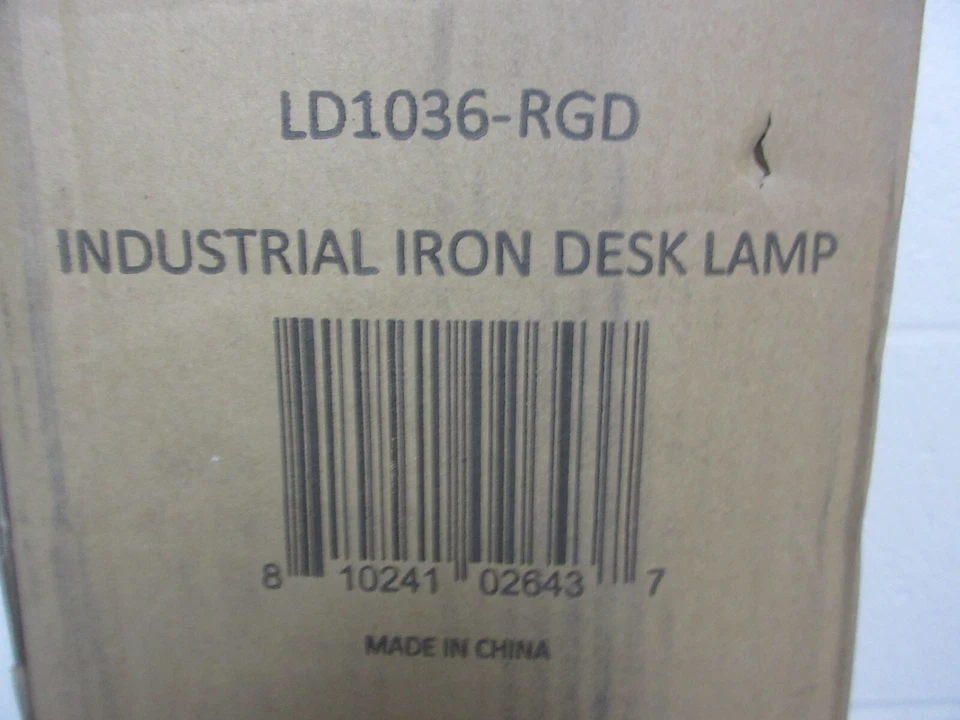 LD1036-RGD
INDUSTRIAL IRON DESK LAMP
8 10241 02643 7
MADE IN CHINA